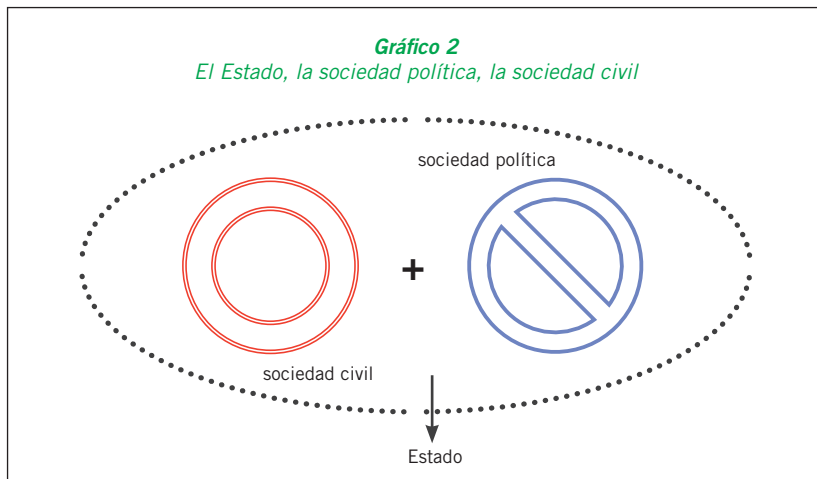 Gráfico 2
El Estado, la sociedad política, la sociedad civil
sociedad política
+
sociedad civil
Estado